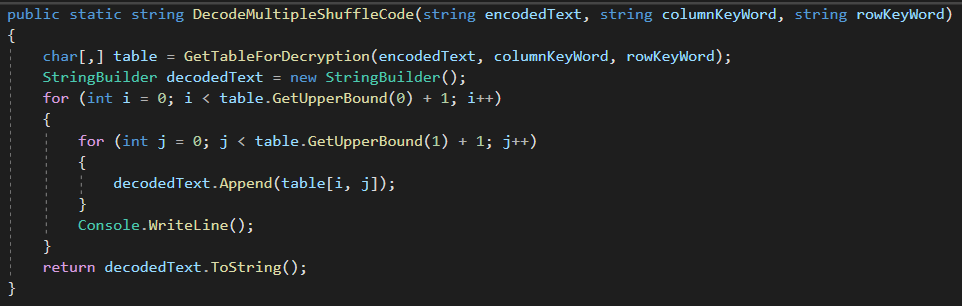 public static string DecodeMultipleShuffleCode(string encodedText, string columnKeyWord, string rowKeyWord)
{
    char[,] table = GetTableForDecryption(encodedText, columnKeyWord, rowKeyWord);
    StringBuilder decodedText = new StringBuilder();
    for (int i = 0; i < table.GetUpperBound(0) + 1; i++)
    {
        for (int j = 0; j < table.GetUpperBound(1) + 1; j++)
        {
            decodedText.Append(table[i, j]);
        }
        Console.WriteLine();
    }
    return decodedText.ToString();
}